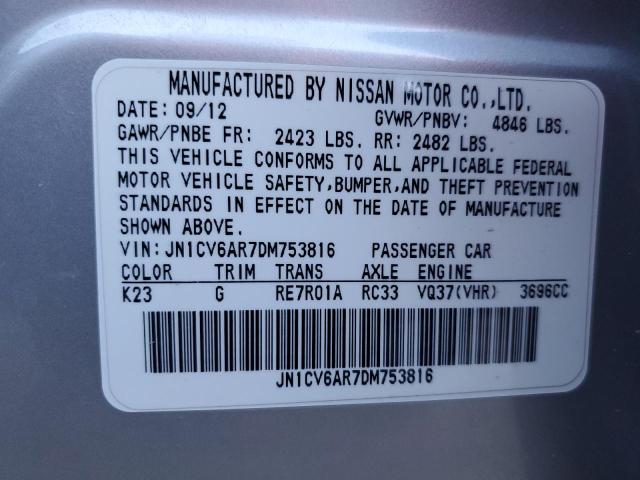 MANUFACTURED BY NISSAN MOTOR CO.,LTD.
DATE: 09/12 GVWR/PNBV: 4846 LBS.
GAWR/PNBE FR: 2423 LBS. RR: 2482 LBS.
THIS VEHICLE CONFORMS TO ALL APPLICABLE FEDERAL
MOTOR VEHICLE SAFETY,BUMPER,AND THEFT PREVENTION
STANDARDS IN EFFECT ON THE DATE OF MANUFACTURE
SHOWN ABOVE.
VIN:JN1CV6AR7DM753816 PASSENGER CAR
COLOR TRIM TRANS AXLE ENGINE
K23 G RE7R01A RC33 VQ37(VHR) 3696CC
JN1CV6AR7DM753816